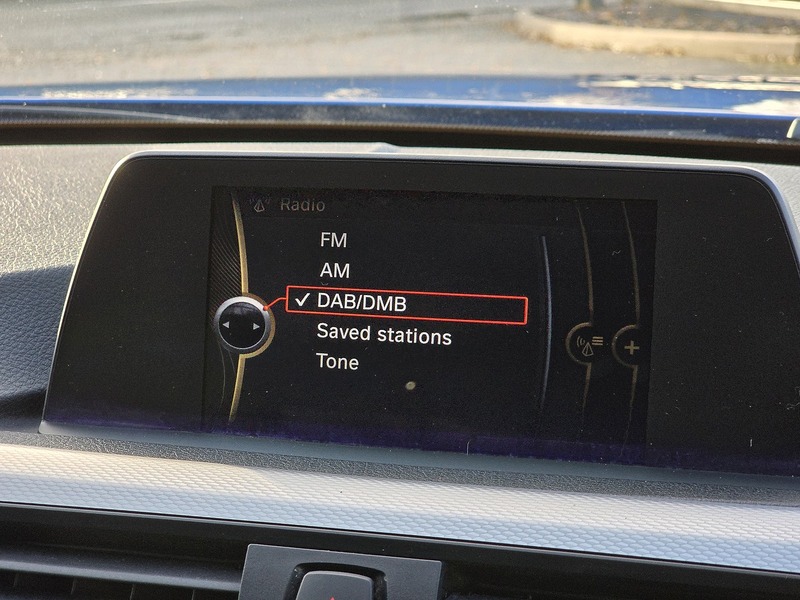 Radio
FM
AM
DAB/DMB
Saved stations
Tone